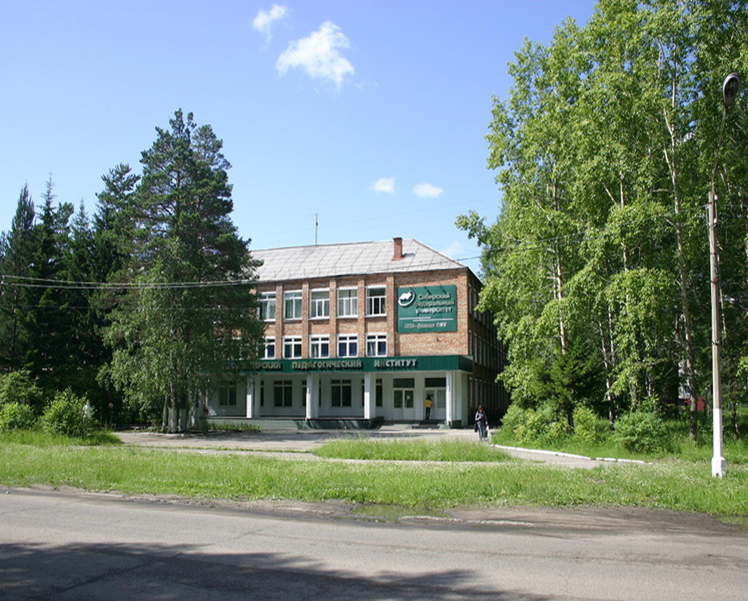 Сибирский
федеральный
университет
ЛПИ-филиал СФУ
ПЕДАГОГИЧЕСКИЙ ИНСТИТУТ